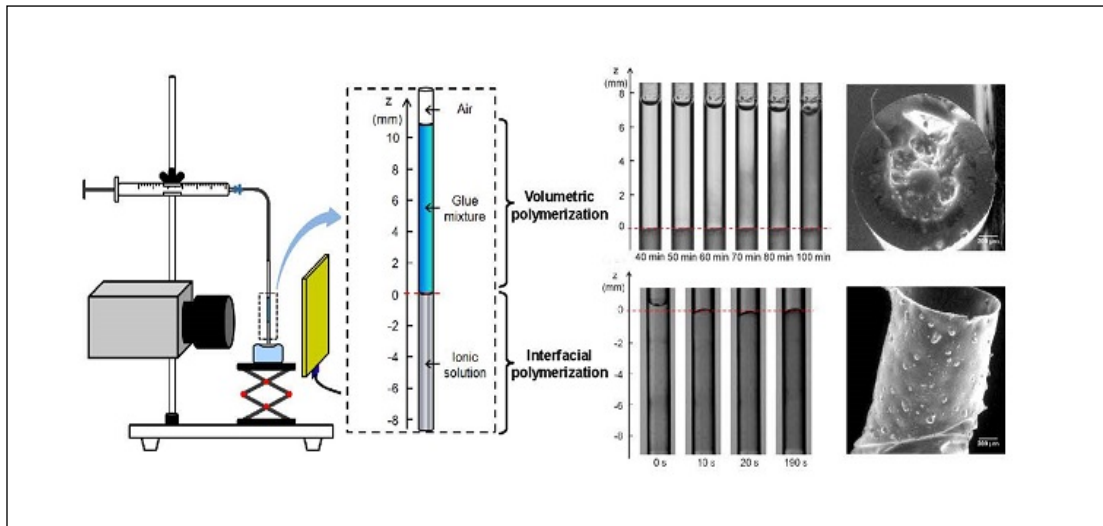 z
(mm)
10
8
6
4
2
0
-2
-4
-6
-8
Air
Glue
mixture
Ionic
solution
Volumetric
polymerization
Interfacial
polymerization
z
(mm)
8
6
4
2
0
40 min 50 min 60 min 70 min 80 min 100 min
z
(mm)
0
-2
-4
-6
-8
0 s 10 s 20 s 190 s